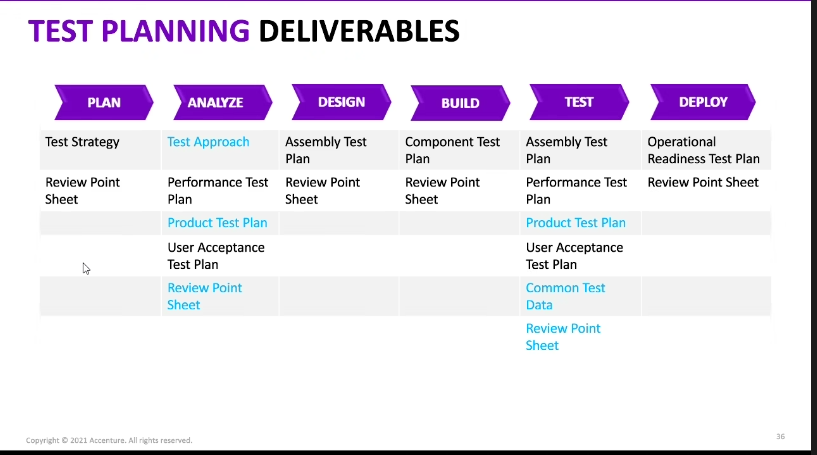 TEST PLANNING DELIVERABLES
PLAN ANALYZE DESIGN BUILD TEST DEPLOY
Test Strategy
Test Approach
Assembly Test
Plan
Component Test
Plan
Assembly Test
Plan
Operational
Readiness Test Plan
Review Point
Sheet
Performance Test
Plan
Review Point
Sheet
Review Point
Sheet
Performance Test
Plan
Review Point Sheet
Product Test Plan
Product Test Plan
User Acceptance
Test Plan
User Acceptance
Test Plan
Review Point
Sheet
Common Test
Data
Review Point
Sheet
Copyright © 2021 Accenture. All rights reserved.
36